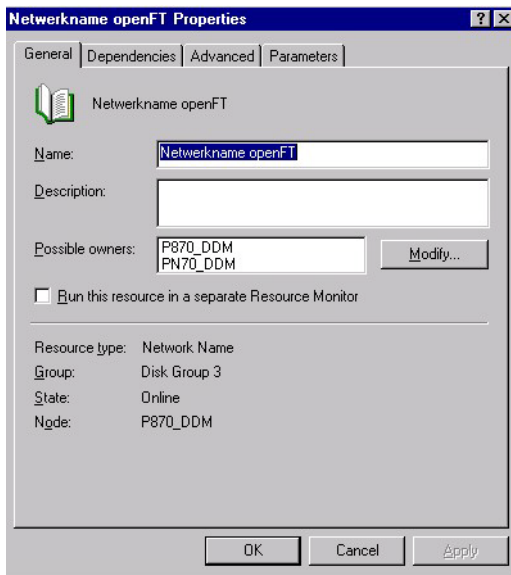 Netwerkname openFT Properties
General Dependencies Advanced Parameters
Netwerkname openFT
Name: Netwerkname openFT
Description:
Possible owners: P870_DDM
PN70_DDM
Modify...
Run this resource in a separate Resource Monitor
Resource type: Network Name
Group: Disk Group 3
State: Online
Node: P870_DDM
OK Cancel Apply